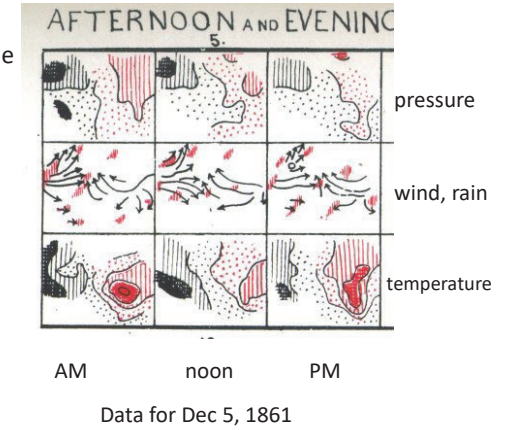 AFTERNOON AND EVENING
5.
e
pressure
wind, rain
temperature
AM noon PM
Data for Dec 5, 1861